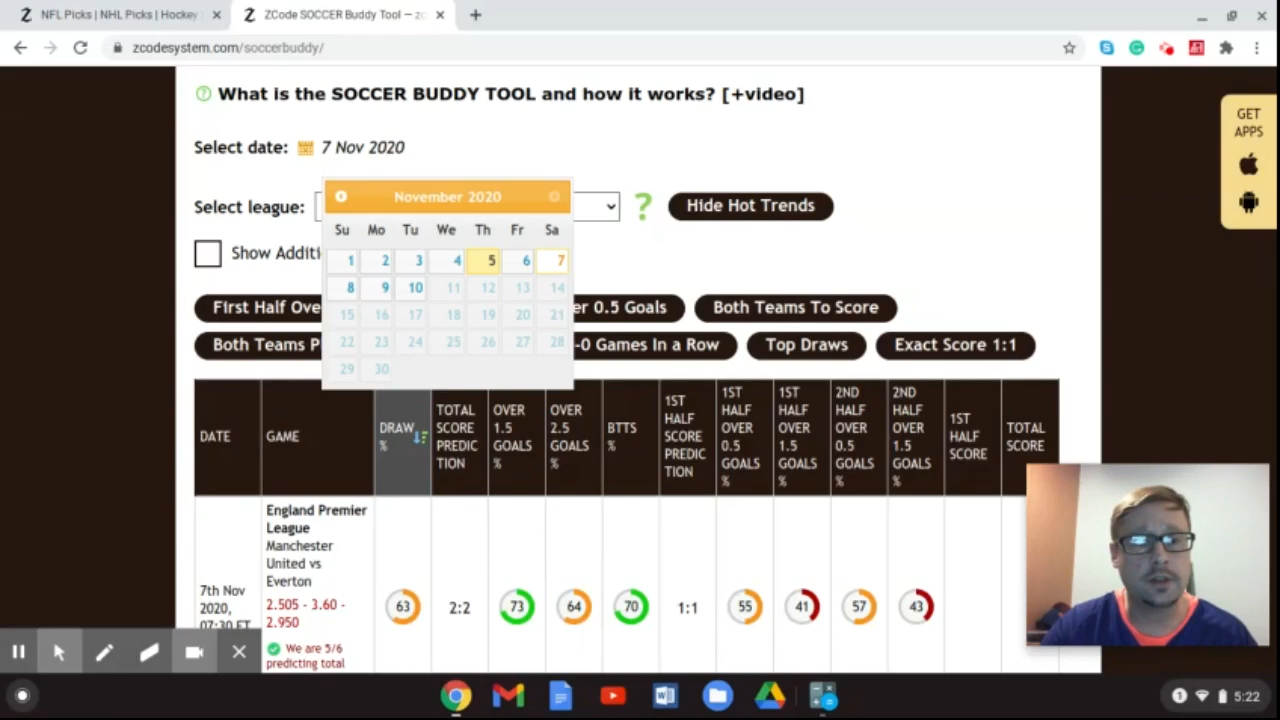 NFL Picks | NHL Picks | Hockey
ZCode SOCCER Buddy Tool — zc
zcodesystem.com/soccerbuddy/
What is the SOCCER BUDDY TOOL and how it works? [+video]
GET
APPS
Select date: 7 Nov 2020
Select league:
Hide Hot Trends
November 2020
Su Mo Tu We Th Fr Sa
1 2 3 4 5 6 7
8 9 10 11 12 13 14
15 16 17 18 19 20 21
22 23 24 25 26 27 28
29 30
Show Additi
First Half Ove
er 0.5 Goals
Both Teams To Score
Both Teams P
-0 Games In a Row
Top Draws
Exact Score 1:1
DATE
GAME
DRAW
%
TOTAL
SCORE
PREDIC
TION
OVER
1.5
GOALS
%
OVER
2.5
GOALS
%
BTTS
%
1ST
HALF
SCORE
PREDIC
TION
1ST
HALF
OVER
0.5
GOALS
%
1ST
HALF
OVER
1.5
GOALS
%
2ND
HALF
OVER
0.5
GOALS
%
2ND
HALF
OVER
1.5
GOALS
%
1ST
HALF
SCORE
TOTAL
SCORE
7th Nov
2020,
07:30 ET
England Premier
League
Manchester
United vs
Everton
2.505 - 3.60 -
2.950
We are 5/6
predicting total
63
2:2
73
64
70
1:1
55
41
57
43
1
5:22